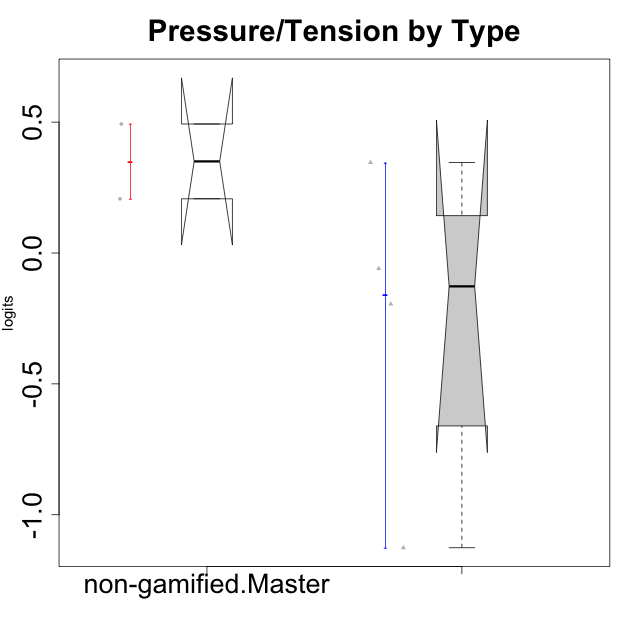 Pressure/Tension by Type
0.5
0.0
-0.5
-1.0
logits
non-gamified.Master